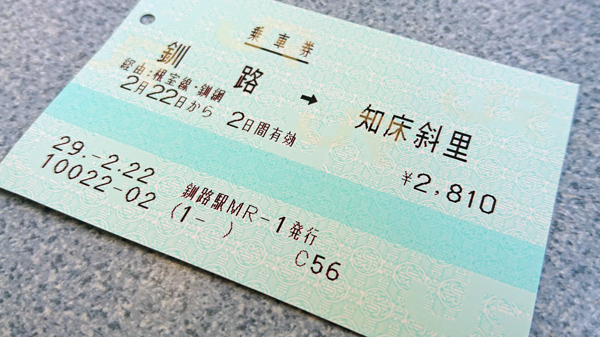 乗車券
釧路 ➡ 知床斜里
経由:根室線・釧網
2月22日から 2日間有効
¥2,810
29.-2.22
10022-02
釧路駅MR-1発行
(1- )
C56